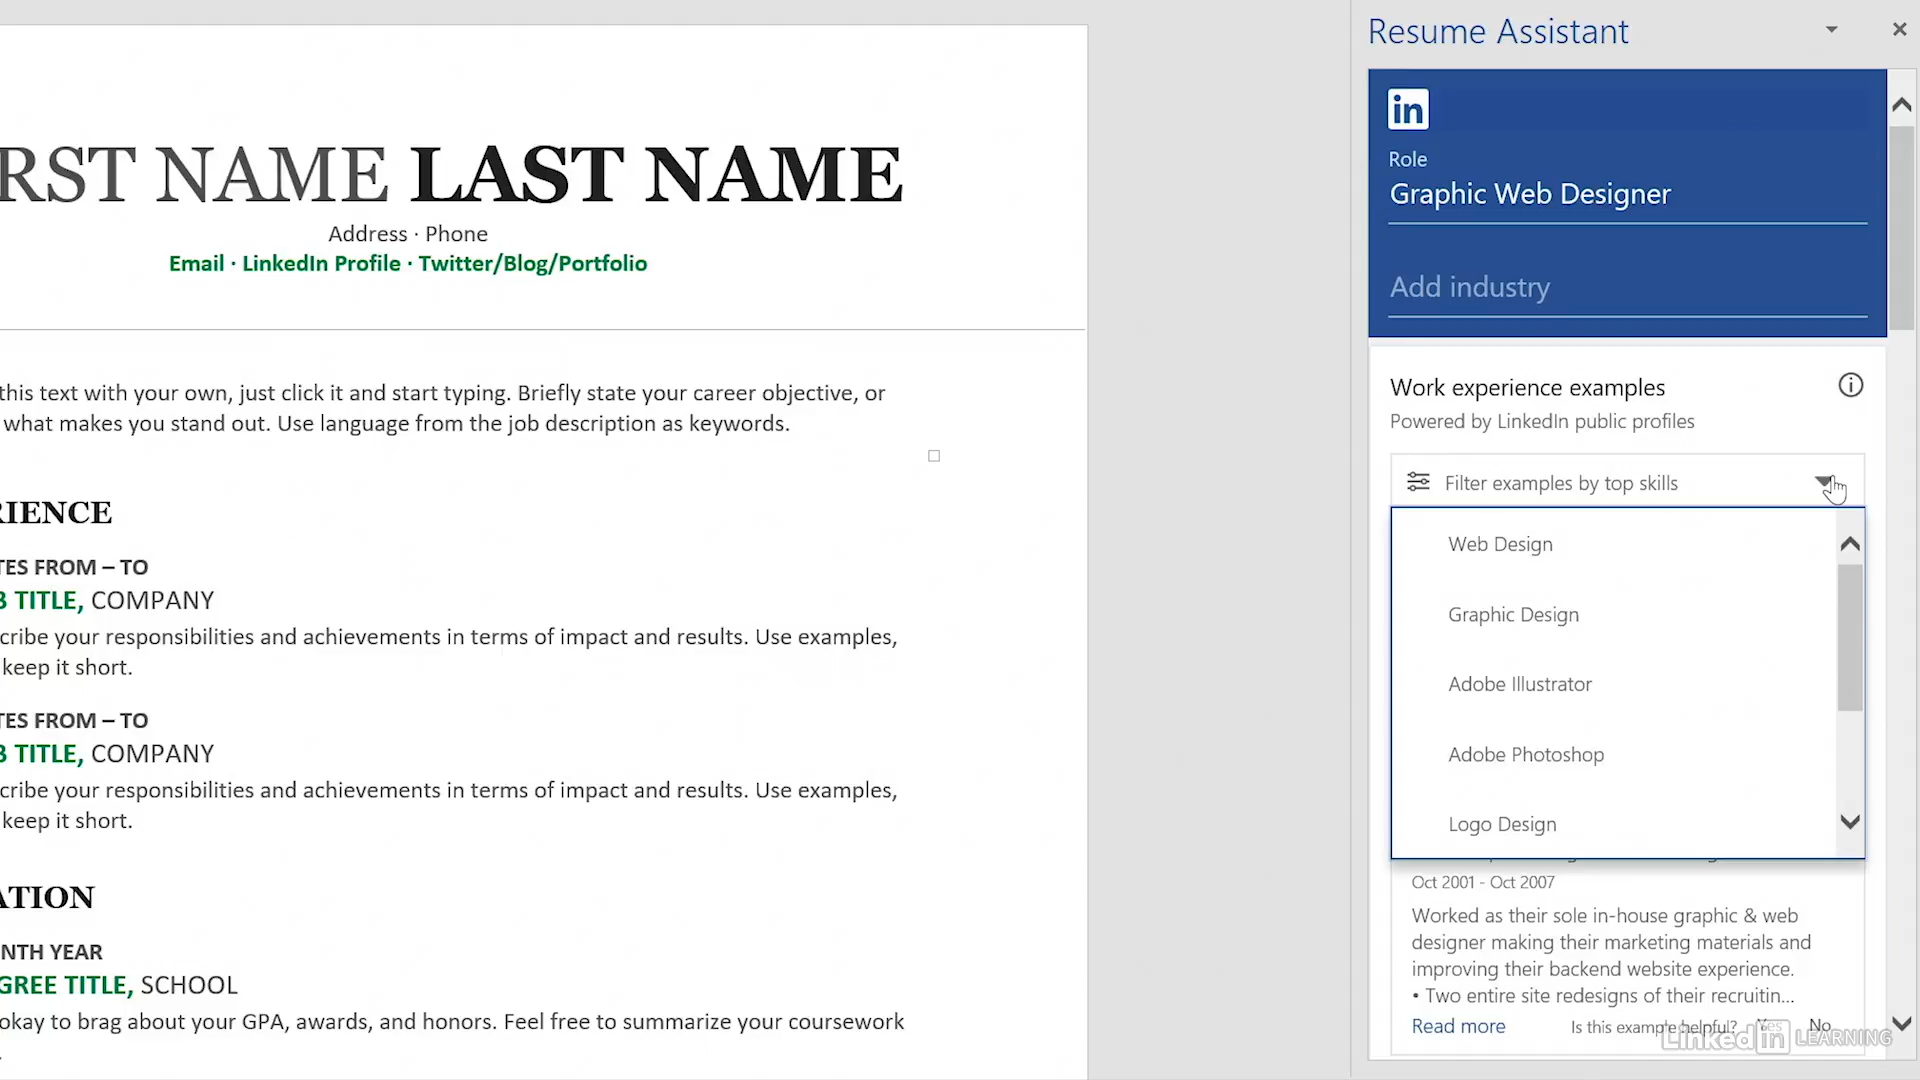 RST NAME LAST NAME
Address · Phone
Email · LinkedIn Profile · Twitter/Blog/Portfolio
this text with your own, just click it and start typing. Briefly state your career objective, or
what makes you stand out. Use language from the job description as keywords.
RIENCE
TES FROM – TO
B TITLE, COMPANY
cribe your responsibilities and achievements in terms of impact and results. Use examples,
keep it short.
TES FROM – TO
B TITLE, COMPANY
cribe your responsibilities and achievements in terms of impact and results. Use examples,
keep it short.
ATION
NTH YEAR
GREE TITLE, SCHOOL
okay to brag about your GPA, awards, and honors. Feel free to summarize your coursework
Resume Assistant
in
Role
Graphic Web Designer
Add industry
Work experience examples
Powered by LinkedIn public profiles
Filter examples by top skills
Web Design
Graphic Design
Adobe Illustrator
Adobe Photoshop
Logo Design
Oct 2001 - Oct 2007
Worked as their sole in-house graphic & web
designer making their marketing materials and
improving their backend website experience.
• Two entire site redesigns of their recruitin...
Read more
Is this example helpful? Yes No
Linked in LEARNING